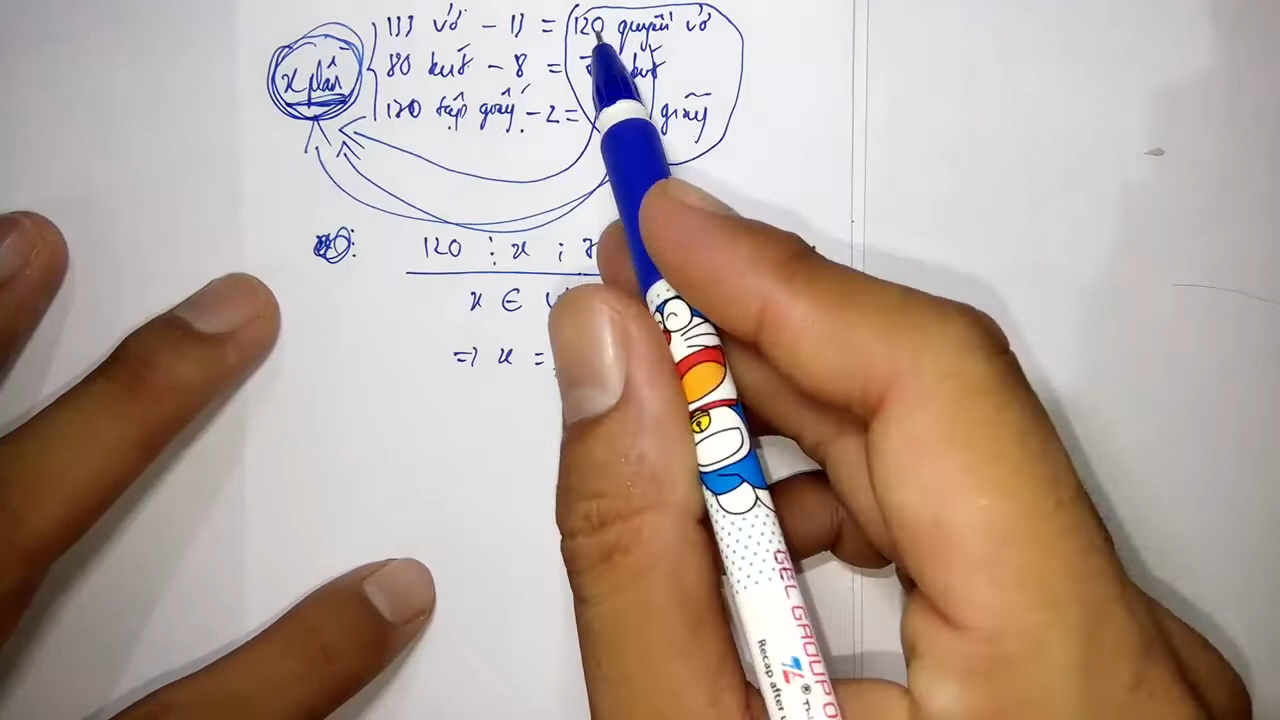 133 vở - 13 = 120 quyển vở
80 bút - 8 = bút
x phần
120 tập giấy - 2 = giấy
120 ⋮ x ;
x ∈
=> x =
GEL GROUP
Recap after